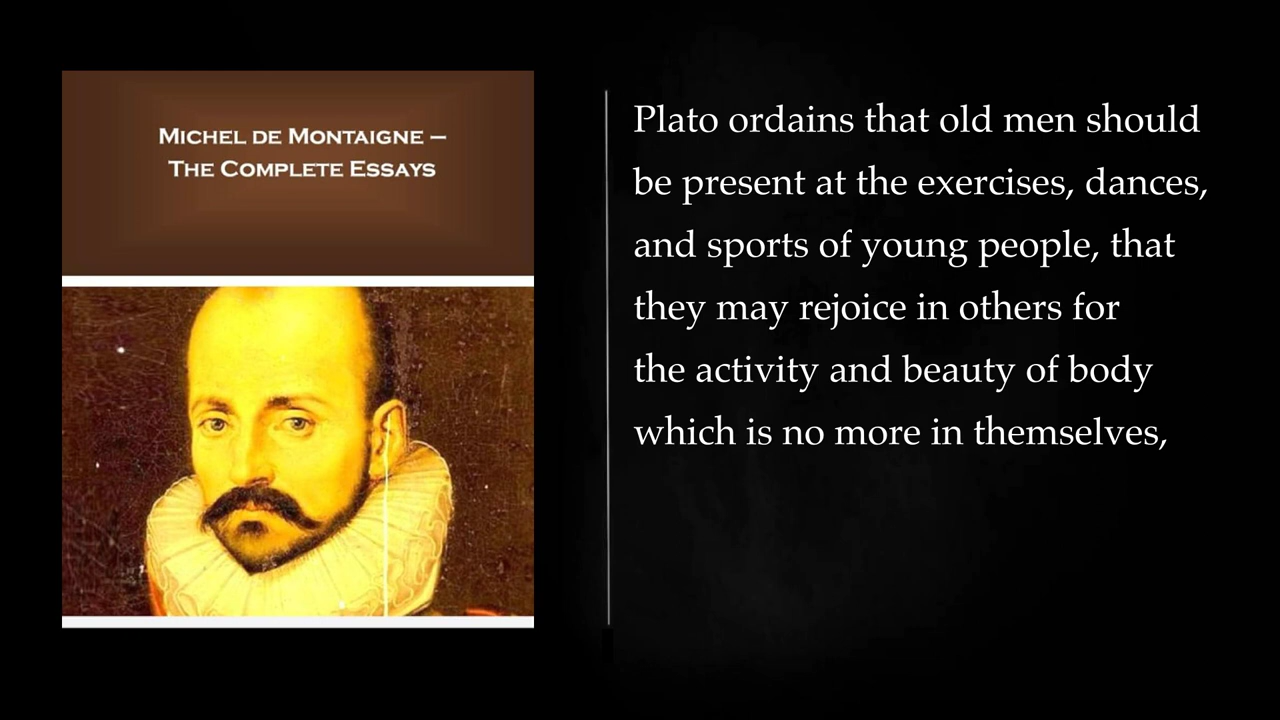 MICHEL DE MONTAIGNE –
THE COMPLETE ESSAYS
Plato ordains that old men should
be present at the exercises, dances,
and sports of young people, that
they may rejoice in others for
the activity and beauty of body
which is no more in themselves,